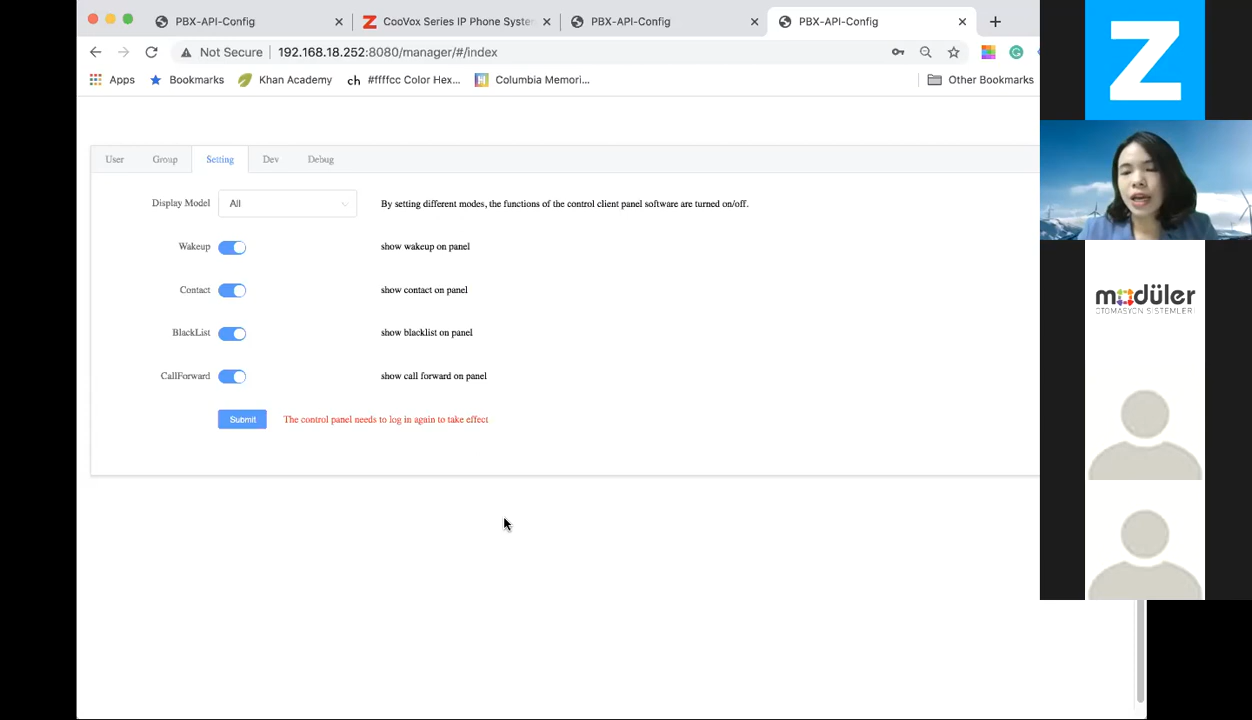 PBX-API-Config
CooVox Series IP Phone System
PBX-API-Config
PBX-API-Config
Not Secure
192.168.18.252:8080/manager/#/index
Apps
Bookmarks
Khan Academy
ch
#ffffcc Color Hex...
Columbia Memori...
Other Bookmarks
User
Group
Setting
Dev
Debug
Display Model
All
By setting different modes, the functions of the control client panel software are turned on/off.
Wakeup
show wakeup on panel
Contact
show contact on panel
BlackList
show blacklist on panel
CallForward
show call forward on panel
Submit
The control panel needs to log in again to take effect
Z
modüler
OTOMASYON SİSTEMLERİ